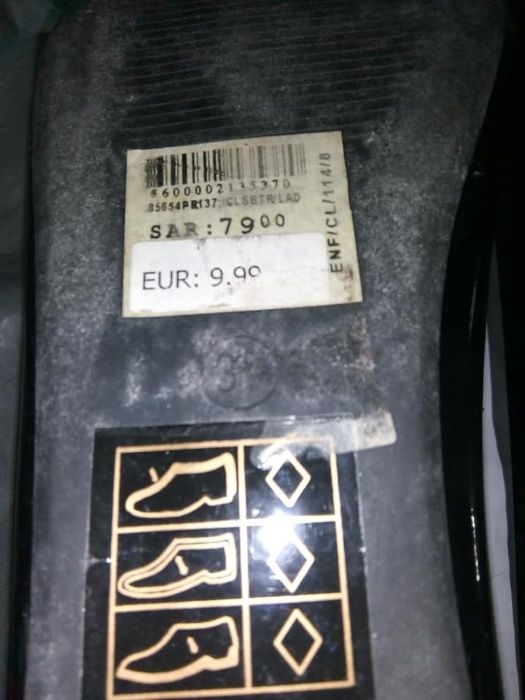 5600002135370
85654PR137:/CLSBTR/LAD
SAR:7900
EUR: 9.99
ENF/CL/114/8